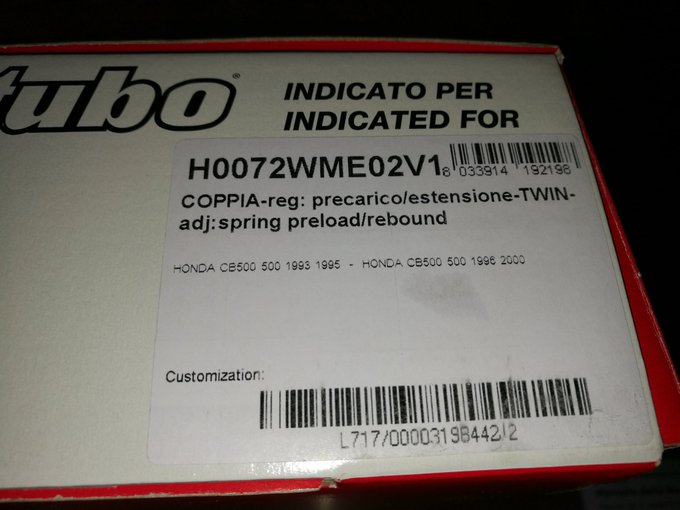 tubo®
INDICATO PER
INDICATED FOR
H0072WME02V1
8 033914 192198
COPPIA-reg: precarico/estensione-TWIN-
adj:spring preload/rebound
HONDA CB500 500 1993 1995 - HONDA CB500 500 1996 2000
Customization:
L717/00003198442/2